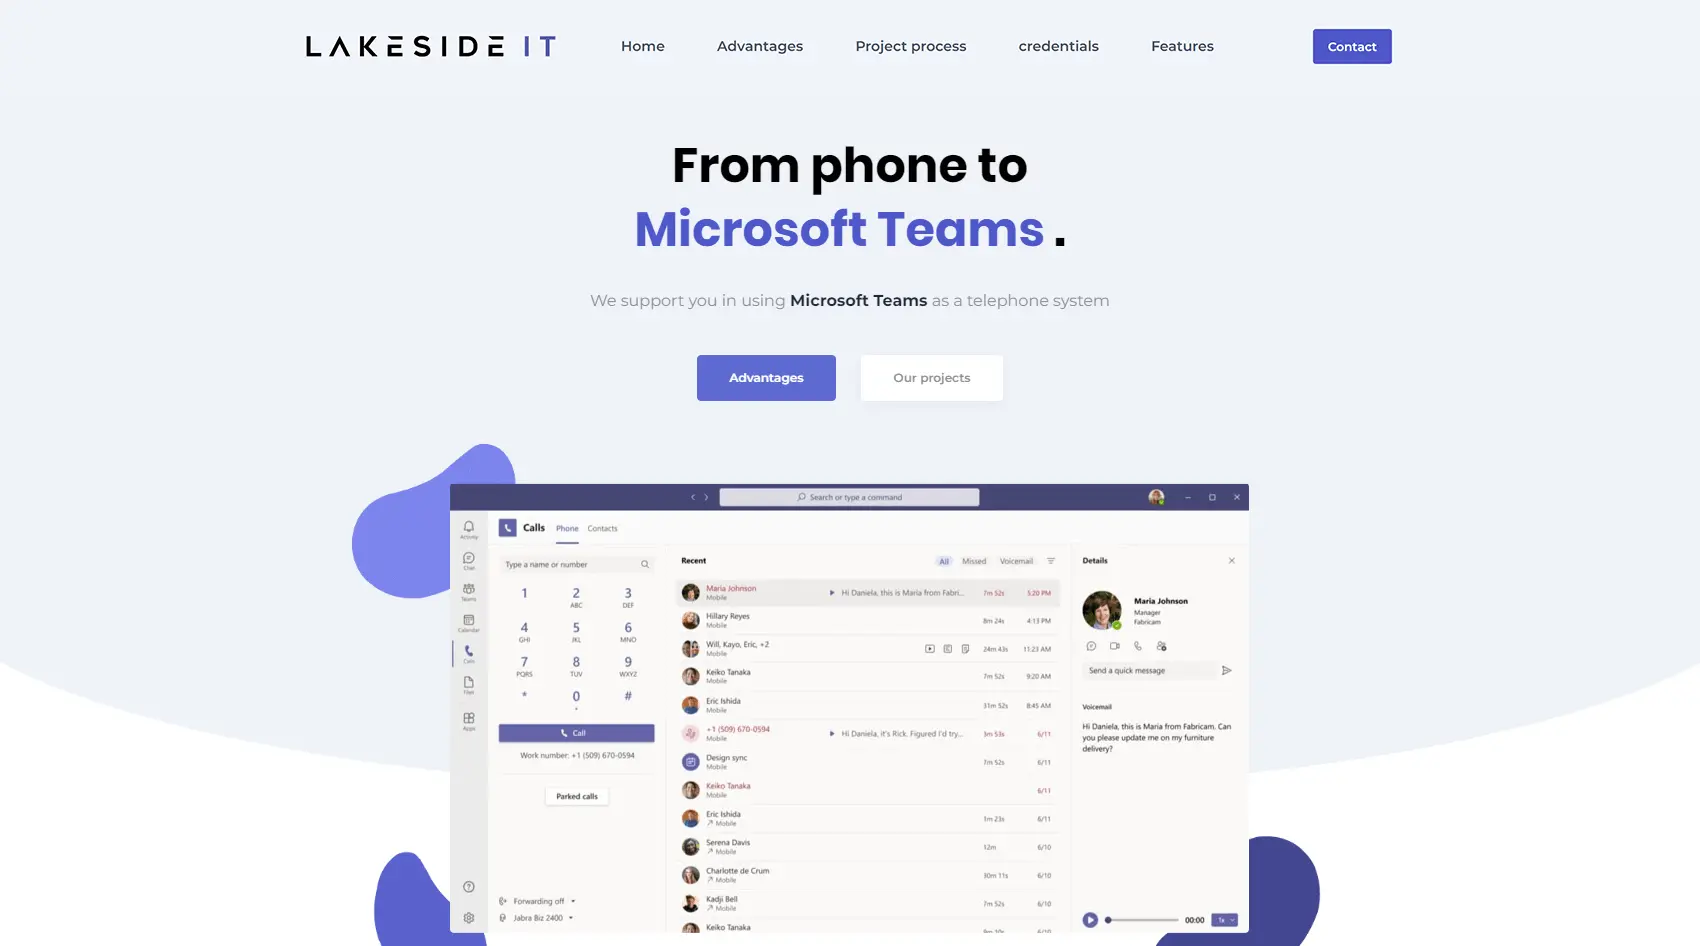 LAKESIDE IT
Home
Advantages
Project process
credentials
Features
Contact
From phone to
Microsoft Teams .
We support you in using Microsoft Teams as a telephone system
Advantages
Our projects
Search or type a command
Activity
Chat
Teams
Calendar
Calls
Files
Apps
Calls
Phone
Contacts
Type a name or number
1
2
3
ABC
DEF
4
5
6
GHI
JKL
MNO
7
8
9
PQRS
TUV
WXYZ
*
0
#
+
Call
Work number: +1 (509) 670-0594
Parked calls
Forwarding off
Jabra Biz 2400
Recent
All
Missed
Voicemail
Maria Johnson
Mobile
Hi Daniela, this is Maria from Fabri...
7m 52s
5:20 PM
Hillary Reyes
Mobile
8m 24s
4:13 PM
Will, Kayo, Eric, +2
Mobile
24m 43s
11:23 AM
Keiko Tanaka
Mobile
7m 52s
9:20 AM
Eric Ishida
Mobile
31m 52s
8:45 AM
+1 (509) 670-0594
Mobile
Hi Daniela, it's Rick. Figured I'd try...
3m 53s
6/11
Design sync
Mobile
7m 52s
6/11
Keiko Tanaka
Mobile
6/11
Eric Ishida
Mobile
1m 23s
6/11
Serena Davis
Mobile
12m
6/10
Charlotte de Crum
Mobile
30m 11s
6/10
Kadji Bell
Mobile
7m 52s
6/10
Keiko Tanaka
9m 10s
6/10
Details
Maria Johnson
Manager
Fabricam
Send a quick message
Voicemail
Hi Daniela, this is Maria from Fabricam. Can
you please update me on my furniture
delivery?
00:00
1x